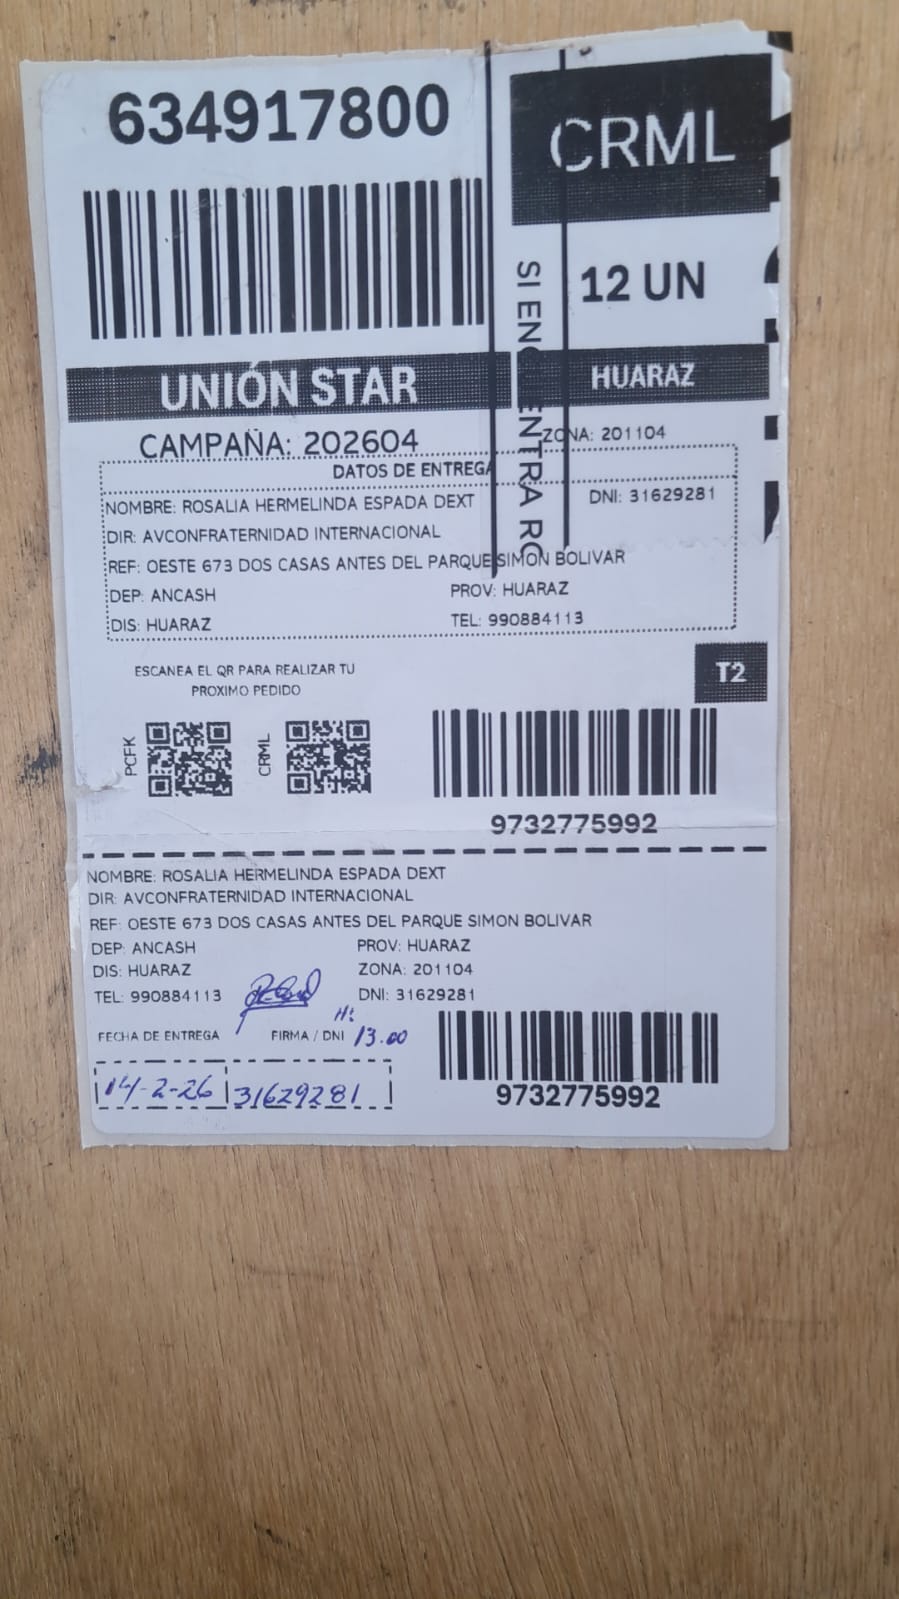 634917800
CRML
12 UN
SI ENCUENTRA RO
UNIÓN STAR
HUARAZ
CAMPAÑA: 202604
ZONA: 201104
DATOS DE ENTREGA
NOMBRE: ROSALIA HERMELINDA ESPADA DEXT
DNI: 31629281
DIR: AVCONFRATERNIDAD INTERNACIONAL
REF: OESTE 673 DOS CASAS ANTES DEL PARQUE SIMON BOLIVAR
DEP: ANCASH
PROV: HUARAZ
DIS: HUARAZ
TEL: 990884113
ESCANEA EL QR PARA REALIZAR TU
PROXIMO PEDIDO
T2
PCFK
CRML
9732775992
NOMBRE: ROSALIA HERMELINDA ESPADA DEXT
DIR: AVCONFRATERNIDAD INTERNACIONAL
REF: OESTE 673 DOS CASAS ANTES DEL PARQUE SIMON BOLIVAR
DEP: ANCASH
PROV: HUARAZ
DIS: HUARAZ
ZONA: 201104
TEL: 990884113
DNI: 31629281
FECHA DE ENTREGA
FIRMA / DNI
H: 13.00
14-2-26
31629281
9732775992